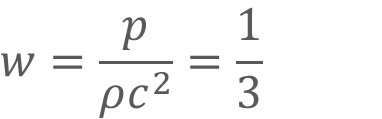 w = p / ρc² = 1 / 3